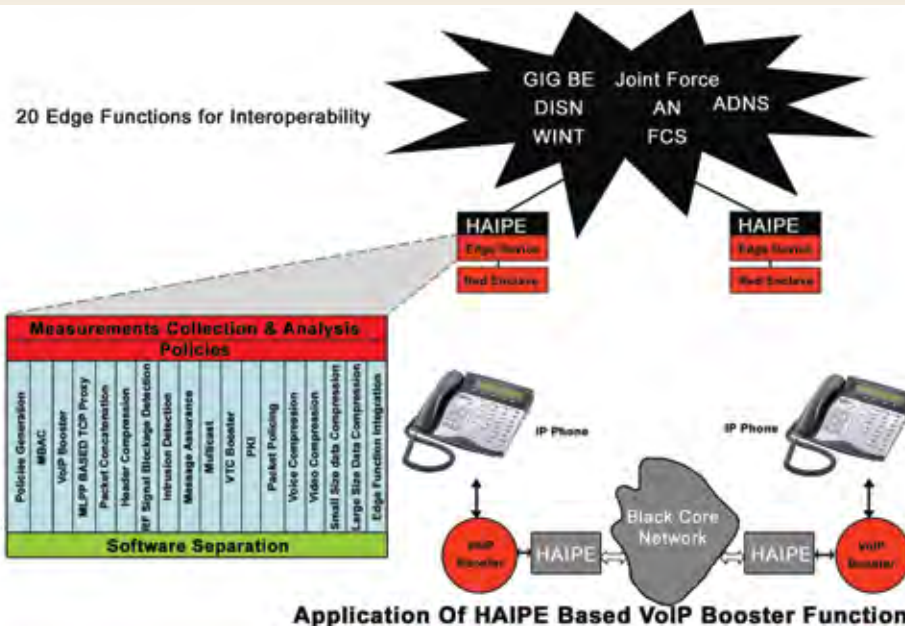 GIG BE
Joint Force
DISN
AN
ADNS
WINT
FCS
20 Edge Functions for Interoperability
HAIPE
Edge Device
Red Enclave
HAIPE
Edge Device
Red Enclave
Measurements Collection & Analysis
Policies
Policies Generation
MBAC
VoIP Booster
MLPP BASED TCP Proxy
Packet Concatenation
Header Compression
RF Signal Blockage Detection
Intrusion Detection
Message Assurance
Multicast
VTC Booster
PKI
Packet Policing
Voice Compression
Video Compression
Small Size data Compression
Large Size Data Compression
Edge Function Integration
Software Separation
IP Phone
IP Phone
Black Core
Network
VoIP
Booster
HAIPE
HAIPE
VoIP
Booster
Application Of HAIPE Based VoIP Booster Function